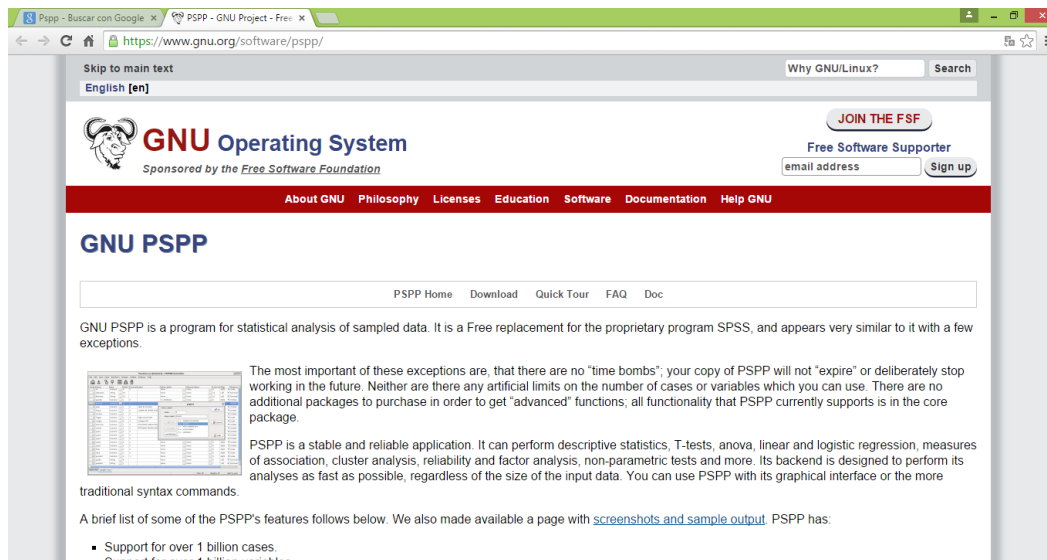 Pspp - Buscar con Google
PSPP - GNU Project - Free
https://www.gnu.org/software/pspp/
Skip to main text
Why GNU/Linux?
Search
English [en]
JOIN THE FSF
GNU Operating System
Free Software Supporter
Sponsored by the Free Software Foundation
email address
Sign up
About GNU Philosophy Licenses Education Software Documentation Help GNU
GNU PSPP
PSPP Home Download Quick Tour FAQ Doc
GNU PSPP is a program for statistical analysis of sampled data. It is a Free replacement for the proprietary program SPSS, and appears very similar to it with a few
exceptions.
The most important of these exceptions are, that there are no “time bombs”; your copy of PSPP will not “expire” or deliberately stop
working in the future. Neither are there any artificial limits on the number of cases or variables which you can use. There are no
additional packages to purchase in order to get “advanced” functions; all functionality that PSPP currently supports is in the core
package.
PSPP is a stable and reliable application. It can perform descriptive statistics, T-tests, anova, linear and logistic regression, measures
of association, cluster analysis, reliability and factor analysis, non-parametric tests and more. Its backend is designed to perform its
analyses as fast as possible, regardless of the size of the input data. You can use PSPP with its graphical interface or the more
traditional syntax commands.
A brief list of some of the PSPP's features follows below. We also made available a page with screenshots and sample output. PSPP has:
Support for over 1 billion cases.
Support for over 1 billion variables.